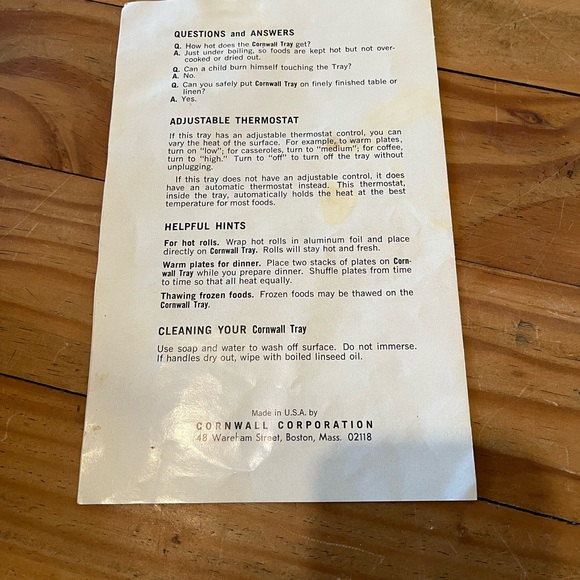 QUESTIONS and ANSWERS
Q. How hot does the Cornwall Tray get?
A. Just under boiling, so foods are kept hot but not over-
cooked or dried out.
Q. Can a child burn himself touching the Tray?
A. No.
Q. Can you safely put Cornwall Tray on finely finished table or
linen?
A. Yes.
ADJUSTABLE THERMOSTAT
If this tray has an adjustable thermostat control, you can
vary the heat of the surface. For example, to warm plates,
turn on "low"; for casseroles, turn to "medium"; for coffee,
turn to "high." Turn to "off" to turn off the tray without
unplugging.
If this tray does not have an adjustable control, it does
have an automatic thermostat instead. This thermostat,
inside the tray, automatically holds the heat at the best
temperature for most foods.
HELPFUL HINTS
For hot rolls. Wrap hot rolls in aluminum foil and place
directly on Cornwall Tray. Rolls will stay hot and fresh.
Warm plates for dinner. Place two stacks of plates on Corn-
wall Tray while you prepare dinner. Shuffle plates from time
to time so that all heat equally.
Thawing frozen foods. Frozen foods may be thawed on the
Cornwall Tray.
CLEANING YOUR Cornwall Tray
Use soap and water to wash off surface. Do not immerse.
If handles dry out, wipe with boiled linseed oil.
Made in U.S.A. by
CORNWALL CORPORATION
48 Wareham Street, Boston, Mass. 02118